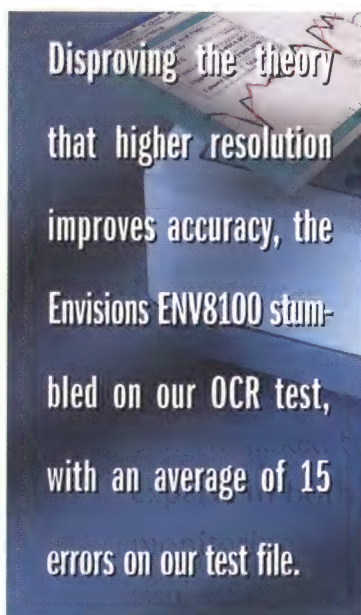 Disproving the theory
that higher resolution
improves accuracy, the
Envisions ENV8100 stum-
bled on our OCR test,
with an average of 15
errors on our test file.